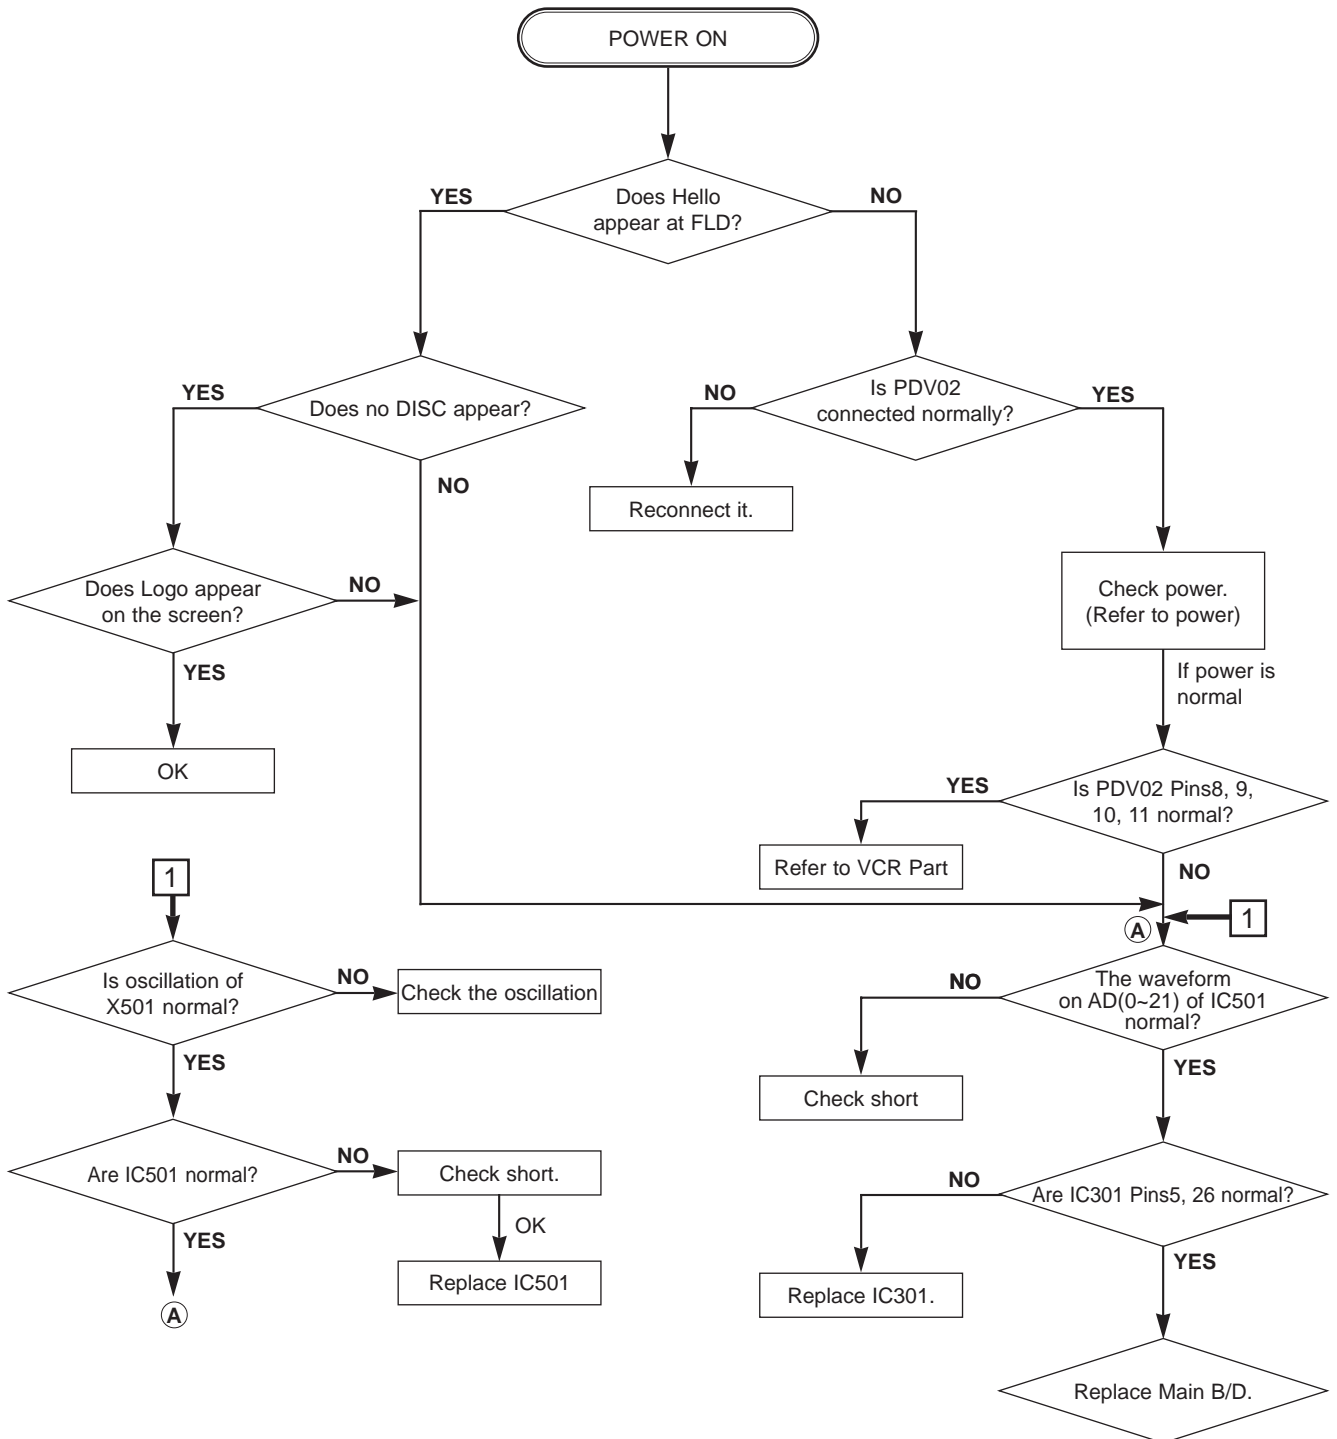 POWER ON
Does Hello
appear at FLD?
YES
NO
Does no DISC appear?
YES
NO
Is PDV02
connected normally?
NO
YES
Reconnect it.
Does Logo appear
on the screen?
NO
YES
OK
Check power.
(Refer to power)
If power is
normal
Is PDV02 Pins8, 9,
10, 11 normal?
YES
NO
Refer to VCR Part
1
A
1
Is oscillation of
X501 normal?
NO
Check the oscillation
YES
Are IC501 normal?
NO
Check short.
OK
Replace IC501
YES
A
The waveform
on AD(0~21) of IC501
normal?
NO
YES
Check short
Are IC301 Pins5, 26 normal?
NO
YES
Replace IC301.
Replace Main B/D.